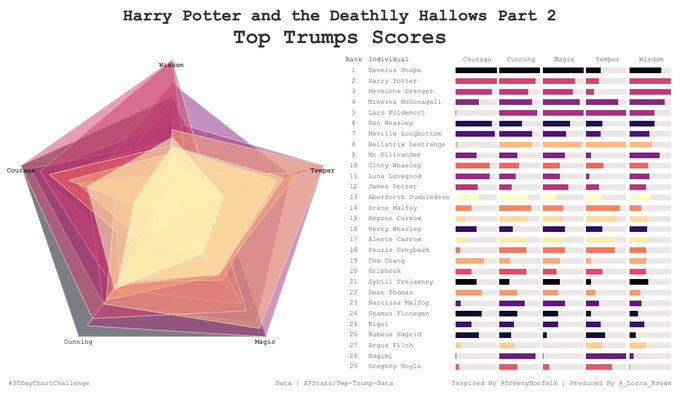 Harry Potter and the Deathlly Hallows Part 2
Top Trumps Scores
Wisdom
Courage
Temper
Cunning
Magic
Rank Individual Courage Cunning Magic Temper Wisdom
1 Severus Snape
2 Harry Potter
3 Hermione Granger
4 Minerva McGonagall
5 Lord Voldemort
6 Ron Weasley
7 Neville Longbottom
8 Bellatrix Lestrange
9 Mr Ollivander
10 Ginny Weasley
11 Luna Lovegood
12 James Potter
13 Aberforth Dumbledore
14 Draco Malfoy
15 Amycus Carrow
16 Percy Weasley
17 Alecto Carrow
18 Feurir Greyback
19 Cho Chang
20 Griphook
21 Sybill Trelawney
22 Dean Thomas
23 Narcissa Malfoy
24 Seamus Finnegan
25 Nigel
26 Rubeus Hagrid
27 Argus Filch
28 Nagini
29 Gregory Goyle
#30DayChartChallenge Data | APStats/Top-Trump-Data Inspired By @GreenyNorfolk | Produced By @_Lorna_Brown